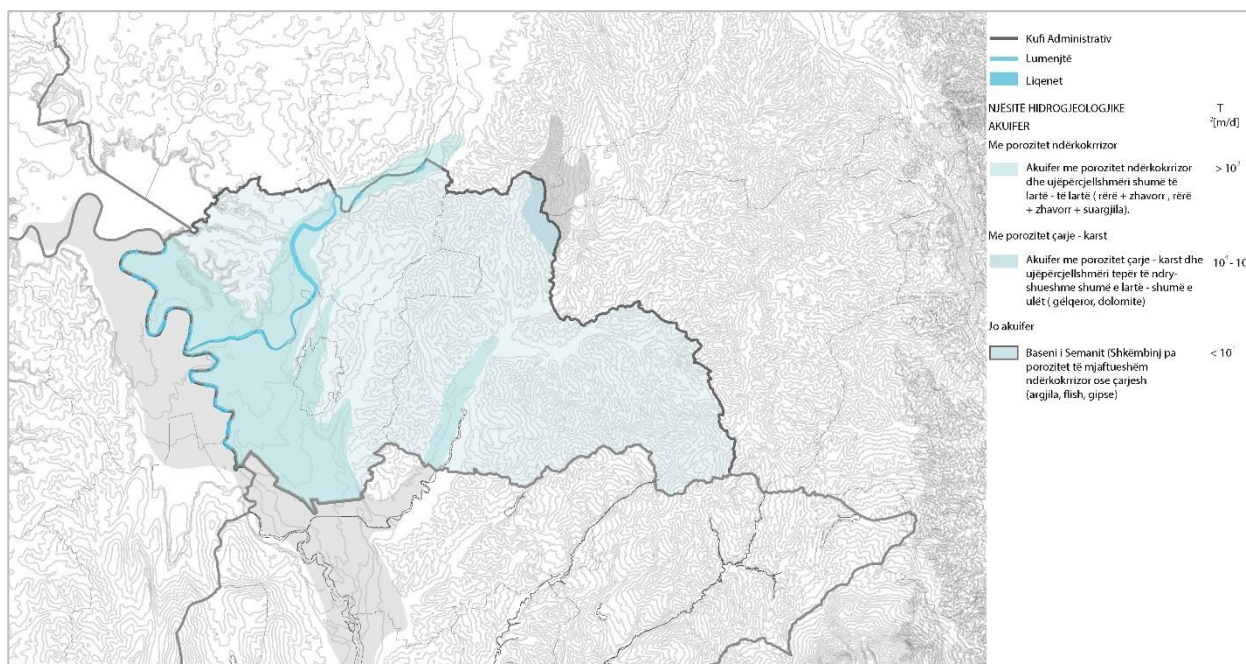 Kufi Administrativ
Lumenjtë
Liqenet
NJËSITË HIDROGJEOLOGJIKE T
²[m/d]
AKUIFER
Me porozitet ndërkokrrizor
Akuifer me porozitet ndërkokrrizor > 10²
dhe ujëpërcjellshmëri shumë të
lartë - të lartë ( rërë + zhavorr , rërë
+ zhavorr + suargjila).
Me porozitet çarje - karst
Akuifer me porozitet çarje - karst dhe
ujëpërcjellshmëri tepër të ndry-
shueshme shumë e lartë - shumë e
ulët ( gëlqeror, dolomite)
Jo akuifer
Baseni i Semanit (Shkëmbinj pa
porozitet të mjaftueshëm
ndërkokrrizor ose çarjesh
(argjila, flish, gipse)